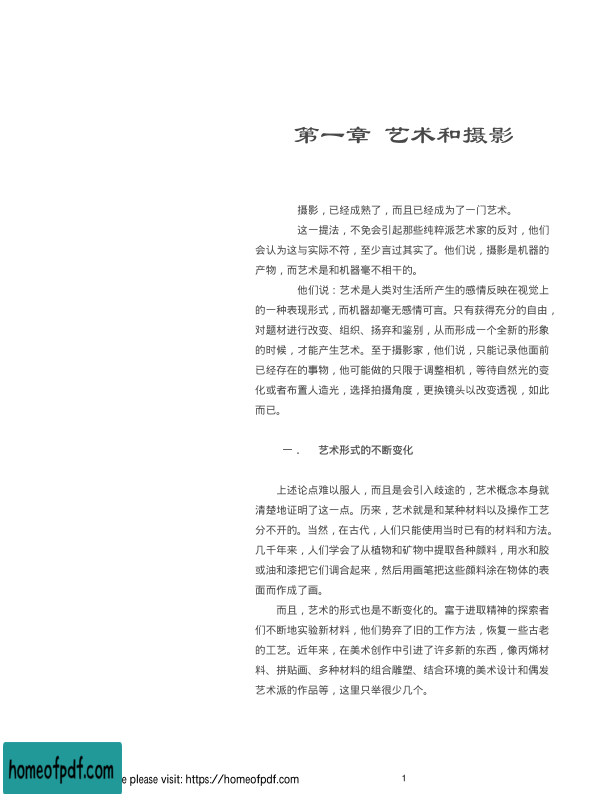 第一章 艺术和摄影
摄影，已经成熟了，而且已经成为了一门艺术。
这一提法，不免会引起那些纯粹派艺术家的反对，他们
会认为这与实际不符，至少言过其实了。他们说，摄影是机器的
产物，而艺术是和机器毫不相干的。
他们说：艺术是人类对生活所产生的感情反映在视觉上
的一种表现形式，而机器却毫无感情可言。只有获得充分的自由，
对题材进行改变、组织、扬弃和鉴别，从而形成一个全新的形象
的时候，才能产生艺术。至于摄影家，他们说，只能记录他面前
已经存在的事物，他可能做的只限于调整相机，等待自然光的变
化或者布置人造光，选择拍摄角度，更换镜头以改变透视，如此
而已。
一． 艺术形式的不断变化
上述论点难以服人，而且是会引入歧途的，艺术概念本身就
清楚地证明了这一点。历来，艺术就是和某种材料以及操作工艺
分不开的。当然，在古代，人们只能使用当时已有的材料和方法。
几千年来，人们学会了从植物和矿物中提取各种颜料，用水和胶
或油和漆把它们调合起来，然后用画笔把这些颜料涂在物体的表
面而作成了画。
而且，艺术的形式也是不断变化的。富于进取精神的探索者
们不断地实验新材料，他们势弃了旧的工作方法，恢复一些古老
的工艺。近年来，在美术创作中引进了许多新的东西，像丙烯材
料、拼贴画、多种材料的组合雕塑、结合环境的美术设计和偶发
艺术派的作品等，这里只举很少几个。
homeofpdf.com
e please visit: https://homeofpdf.com
1